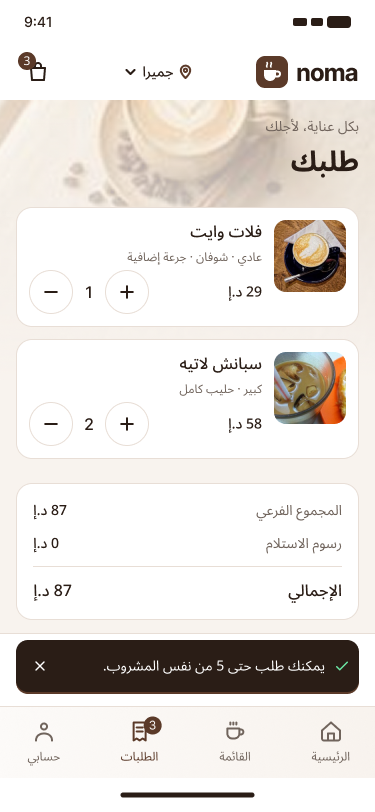 9:41
noma
جميرا
3
بكل عناية، لأجلك
طلبك
فلات وايت
عادي · شوفان · جرعة إضافية
29 د.إ
1
سبانش لاتيه
كبير · حليب كامل
58 د.إ
2
المجموع الفرعي 87 د.إ
رسوم الاستلام 0 د.إ
الإجمالي 87 د.إ
يمكنك طلب حتى 5 من نفس المشروب.
الرئيسية
القائمة
3
الطلبات
حسابي